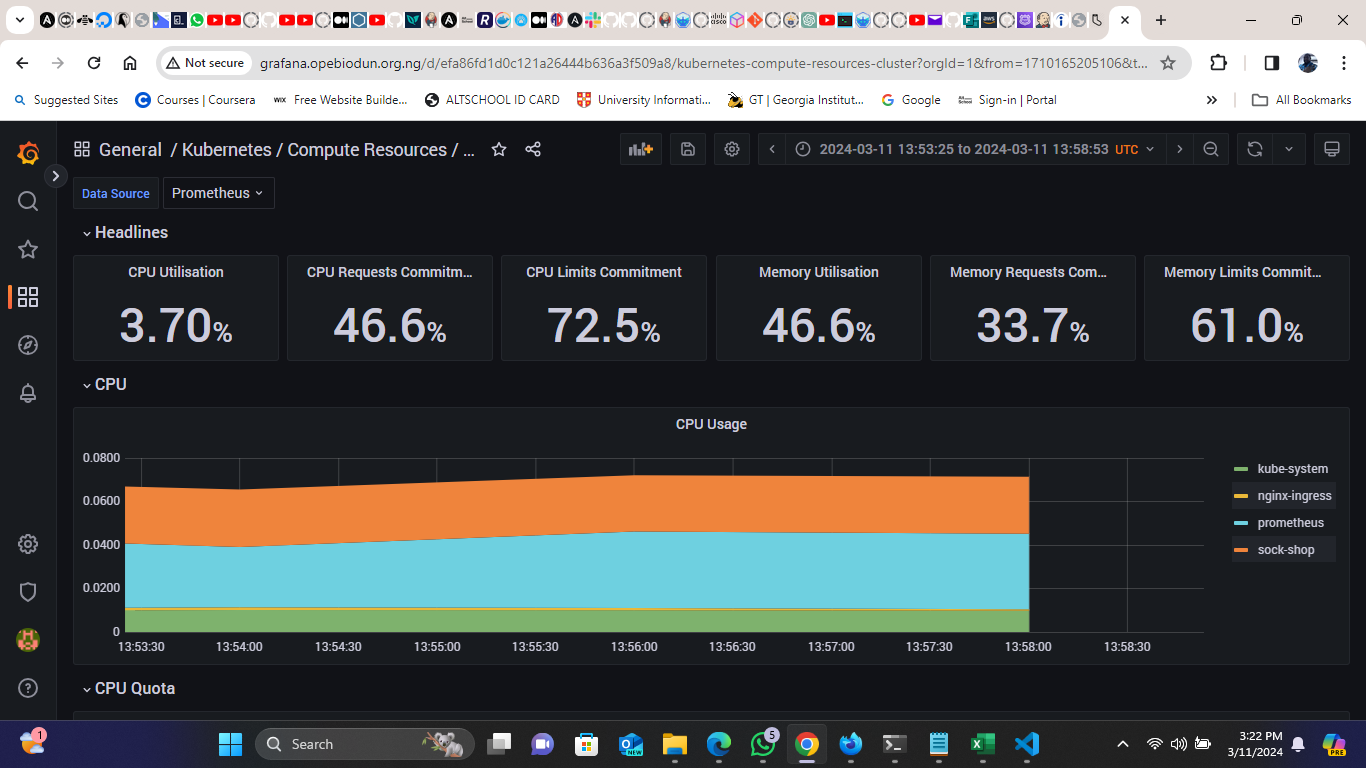 Not secure
grafana.opebiodun.org.ng/d/efa86fd1d0c121a26444b636a3f509a8/kubernetes-compute-resources-cluster?orgId=1&from=1710165205106&t...
Suggested Sites
Courses | Coursera
WIX Free Website Builde...
ALTSCHOOL ID CARD
University Informati...
GT | Georgia Institut...
Google
Sign-in | Portal
All Bookmarks
General / Kubernetes / Compute Resources / ...
2024-03-11 13:53:25 to 2024-03-11 13:58:53 UTC
Data Source Prometheus
Headlines
CPU Utilisation
3.70%
CPU Requests Commitm...
46.6%
CPU Limits Commitment
72.5%
Memory Utilisation
46.6%
Memory Requests Com...
33.7%
Memory Limits Commit...
61.0%
CPU
CPU Usage
0.0800
0.0600
0.0400
0.0200
0
13:53:30 13:54:00 13:54:30 13:55:00 13:55:30 13:56:00 13:56:30 13:57:00 13:57:30 13:58:00 13:58:30
kube-system
nginx-ingress
prometheus
sock-shop
CPU Quota
1
Search
NEW
5
3:22 PM
3/11/2024
PRE